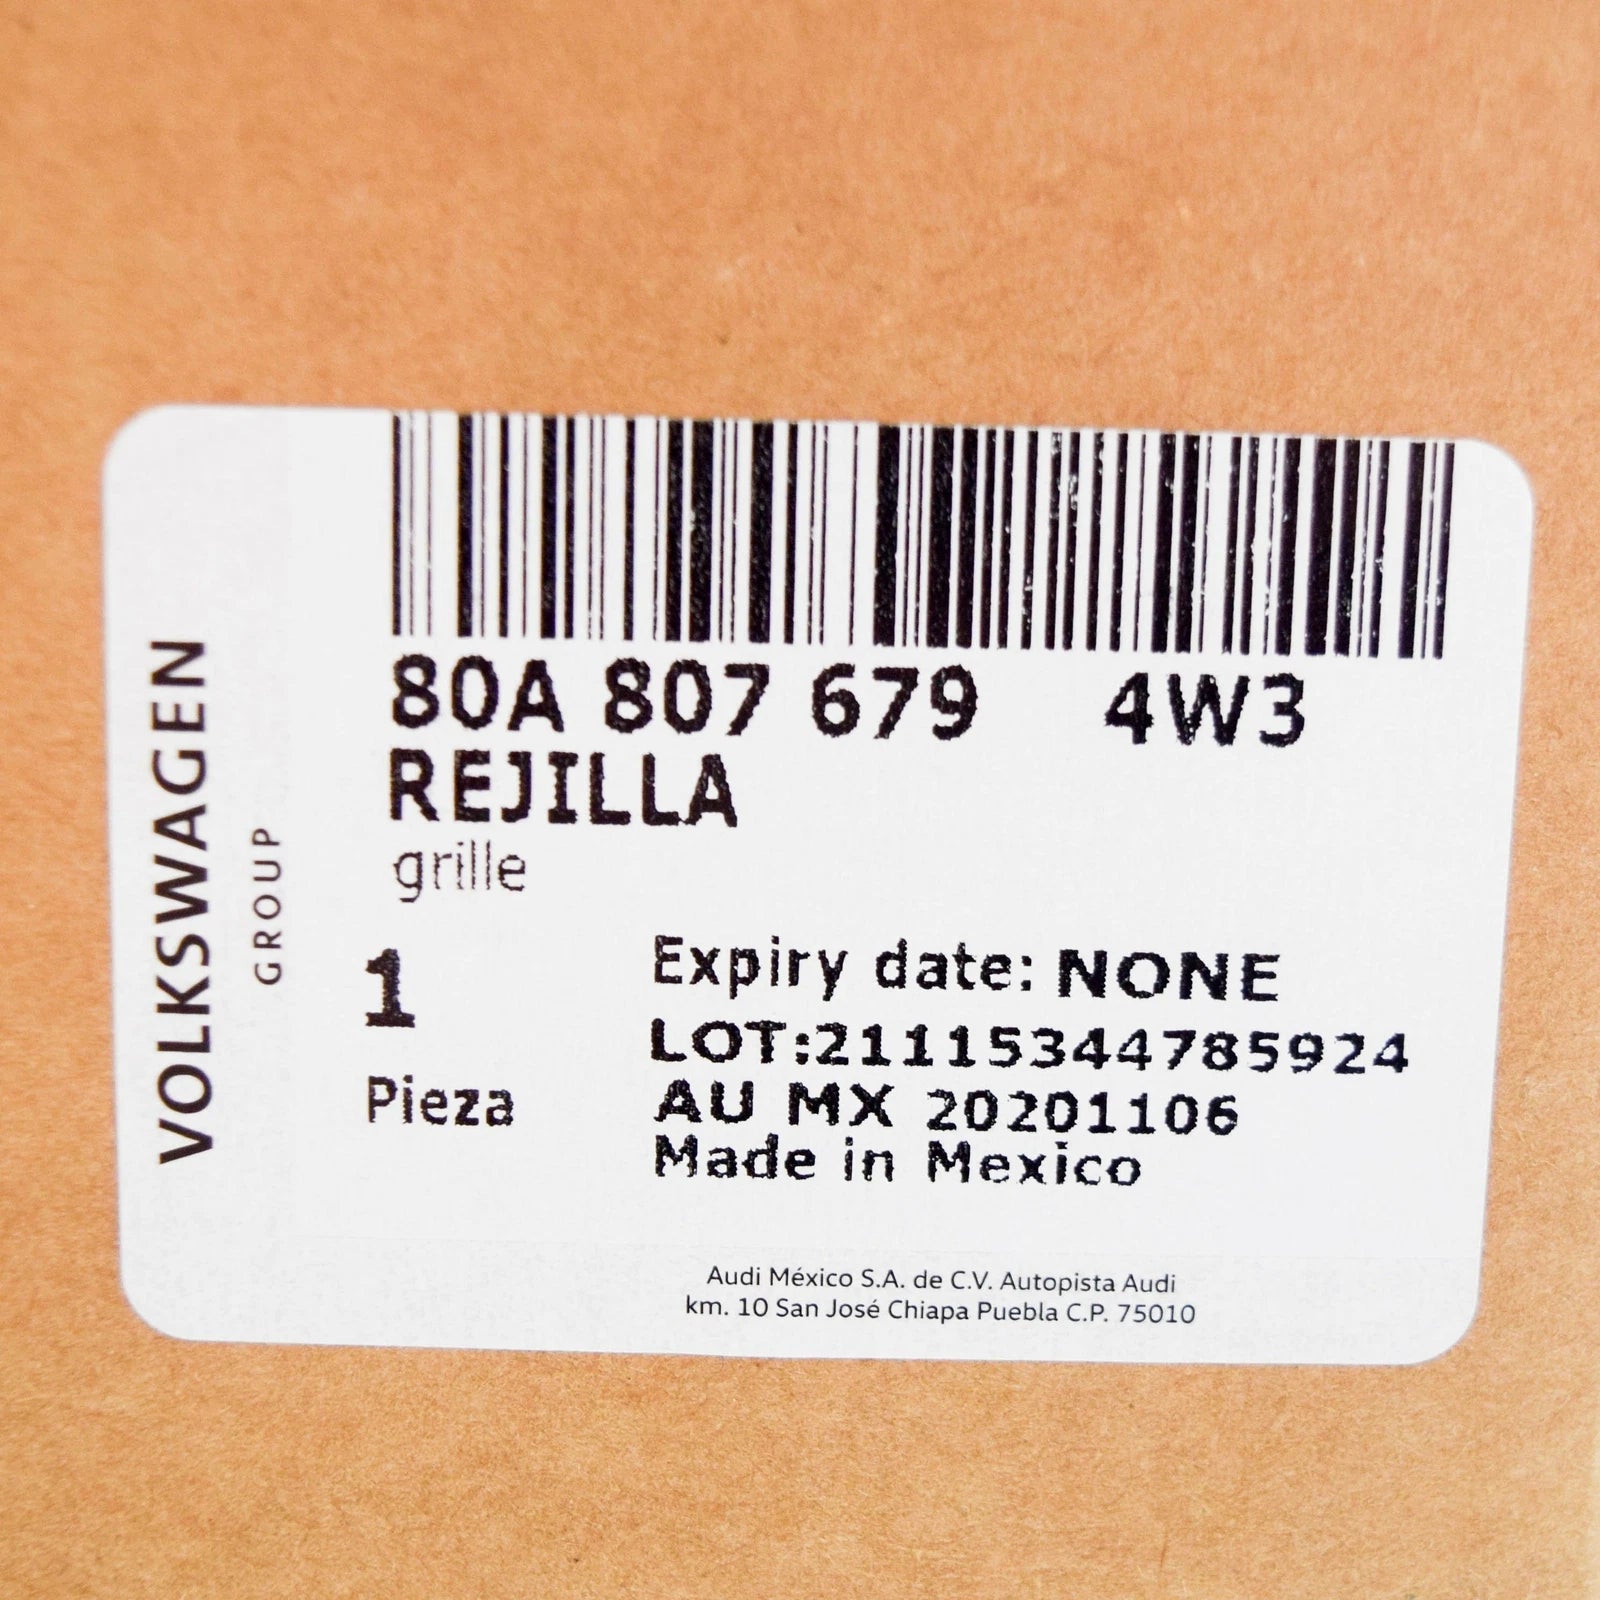 VOLKSWAGEN
GROUP
80A 807 679 4W3
REJILLA
grille
1
Pieza
Expiry date: NONE
LOT:211153444785924
AU MX 20201106
Made in Mexico
Audi México S.A. de C.V. Autopista Audi
km. 10 San José Chiapa Puebla C.P. 75010